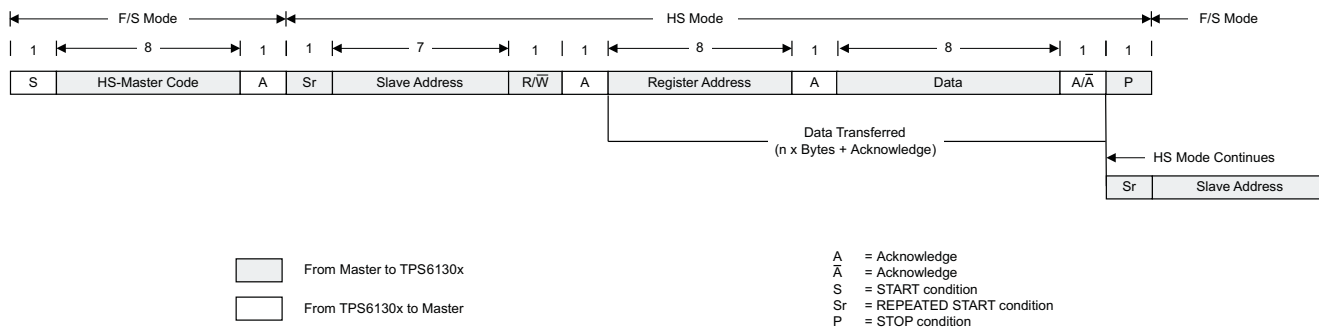 F/S Mode HS Mode F/S Mode
1 8 1 1 7 1 1 8 1 8 1 1
S HS-Master Code A Sr Slave Address R/W̅ A Register Address A Data A/A̅ P
Data Transferred
(n x Bytes + Acknowledge)
HS Mode Continues
Sr Slave Address
From Master to TPS6130x
From TPS6130x to Master
A = Acknowledge
A̅ = Acknowledge
S = START condition
Sr = REPEATED START condition
P = STOP condition